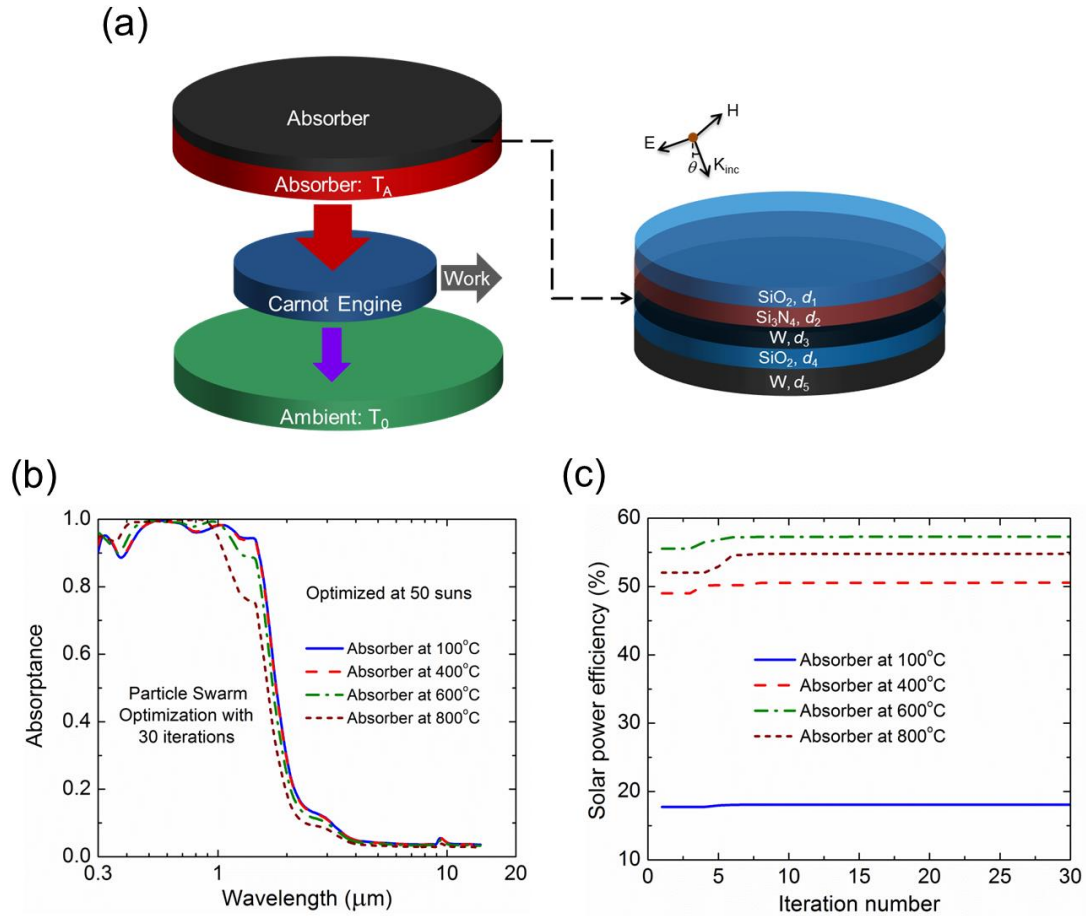 (a)
Absorber
Absorber: T_A
Carnot Engine
Work
Ambient: T_0
H
E
θ
K_inc
SiO₂, d₁
Si₃N₄, d₂
W, d₃
SiO₂, d₄
W, d₅
(b)
1.0
0.8
0.6
0.4
0.2
0.0
Absorptance
Optimized at 50 suns
Absorber at 100°C
Absorber at 400°C
Absorber at 600°C
Absorber at 800°C
Particle Swarm
Optimization with
30 iterations
0.3
1
10
20
Wavelength (μm)
(c)
60
50
40
30
20
10
Solar power efficiency (%)
Absorber at 100°C
Absorber at 400°C
Absorber at 600°C
Absorber at 800°C
0
5
10
15
20
25
30
Iteration number